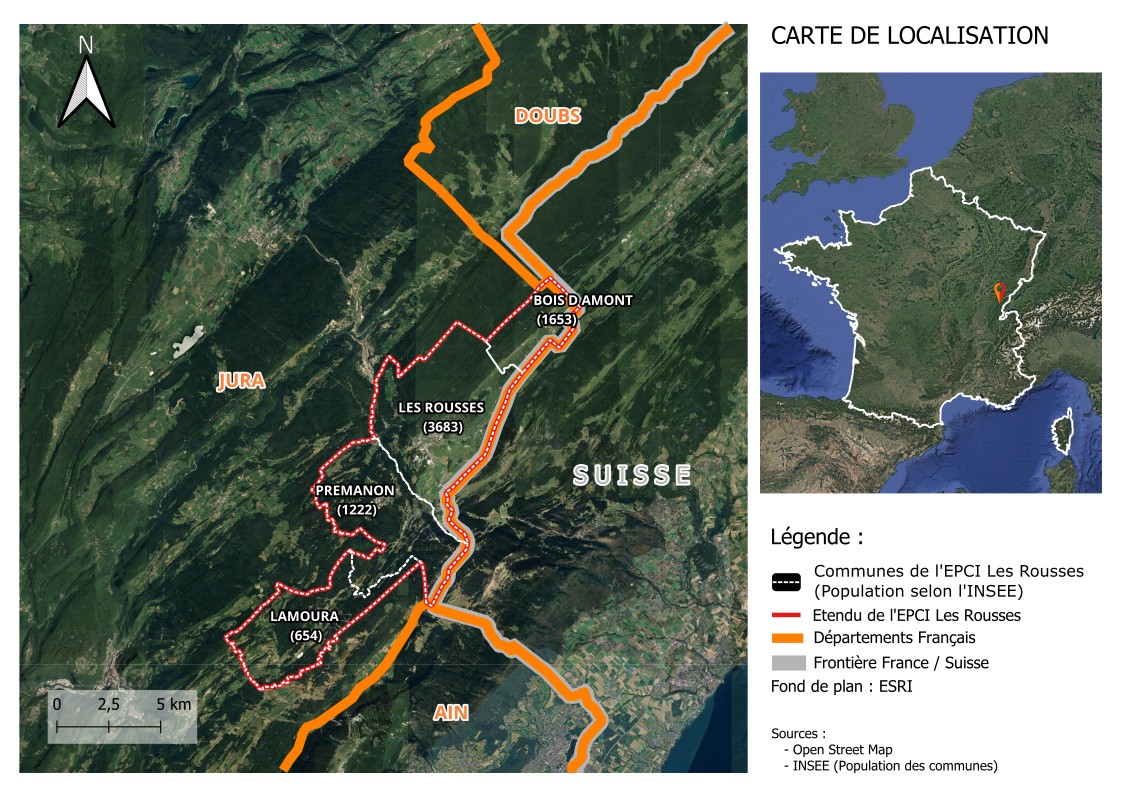 CARTE DE LOCALISATION
N
DOUBS
BOIS D AMONT
(1653)
JURA
LES ROUSSES
(3683)
SUISSE
PREMANON
(1222)
LAMOURA
(654)
AIN
0 2,5 5 km
Légende :
Communes de l'EPCI Les Rousses
(Population selon l'INSEE)
Etendu de l'EPCI Les Rousses
Départements Français
Frontière France / Suisse
Fond de plan : ESRI
Sources :
- Open Street Map
- INSEE (Population des communes)